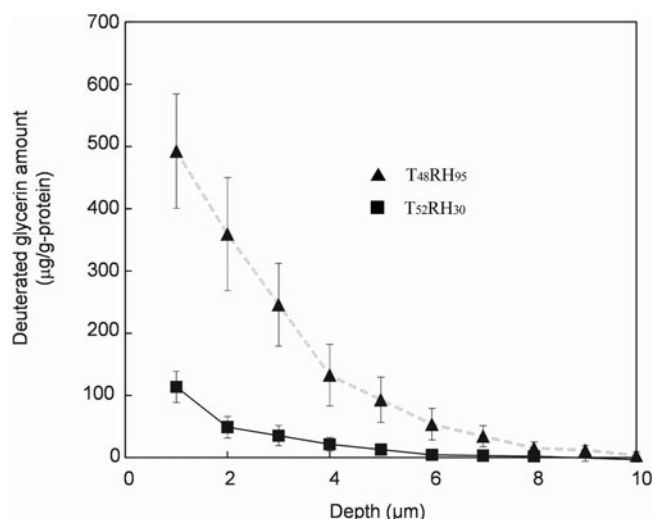 700
600
500
400
300
200
100
0
Deuterated glycerin amount
(µg/g-protein)
T48RH95
T52RH30
0 2 4 6 8 10
Depth (µm)